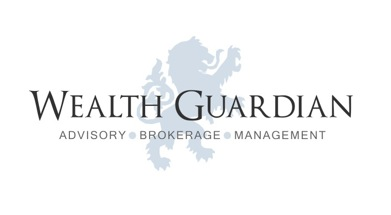 WEALTH GUARDIAN
ADVISORY • BROKERAGE • MANAGEMENT